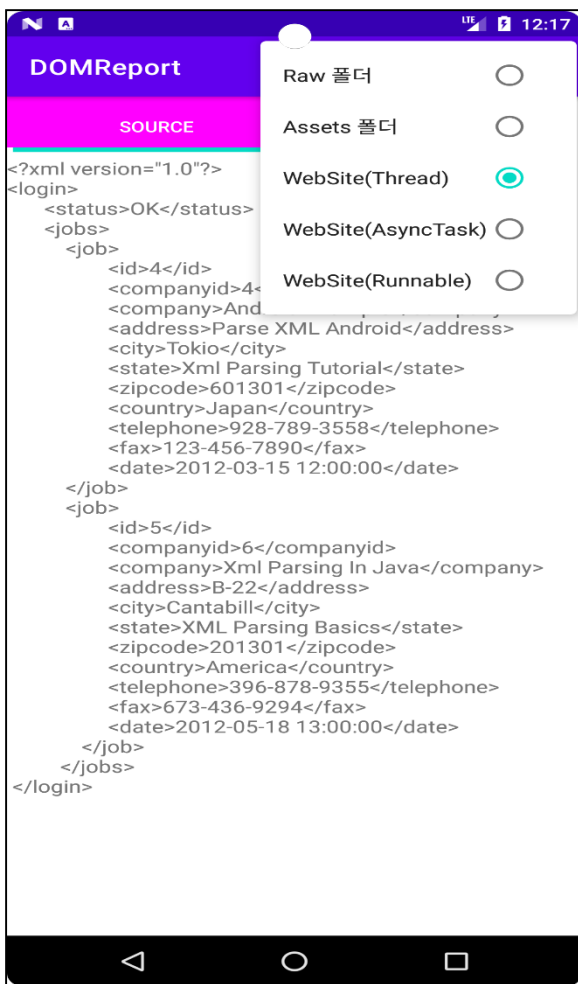 12:17
DOMReport
Raw 폴더
Assets 폴더
WebSite(Thread)
WebSite(AsyncTask)
WebSite(Runnable)
SOURCE
<?xml version="1.0"?>
<login>
<status>OK</status>
<jobs>
<job>
<id>4</id>
<companyid>4<
<company>And
<address>Parse XML Android</address>
<city>Tokio</city>
<state>Xml Parsing Tutorial</state>
<zipcode>601301</zipcode>
<country>Japan</country>
<telephone>928-789-3558</telephone>
<fax>123-456-7890</fax>
<date>2012-03-15 12:00:00</date>
</job>
<job>
<id>5</id>
<companyid>6</companyid>
<company>Xml Parsing In Java</company>
<address>B-22</address>
<city>Cantabill</city>
<state>XML Parsing Basics</state>
<zipcode>201301</zipcode>
<country>America</country>
<telephone>396-878-9355</telephone>
<fax>673-436-9294</fax>
<date>2012-05-18 13:00:00</date>
</job>
</jobs>
</login>